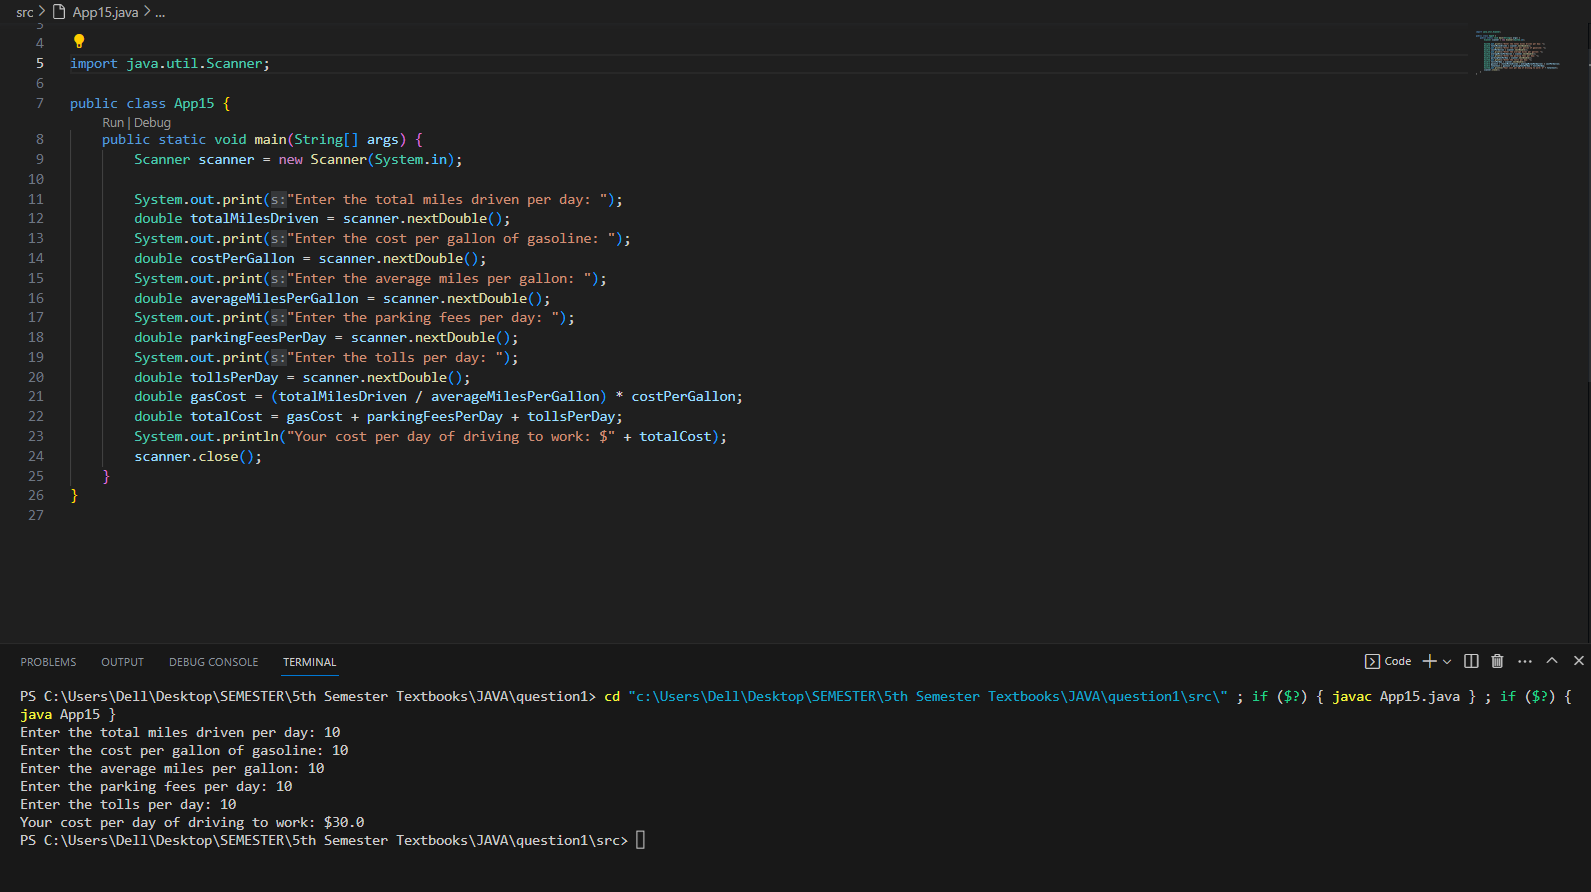 src > App15.java > ...
3
4
5 import java.util.Scanner;
6
7 public class App15 {
Run | Debug
8 public static void main(String[] args) {
9 Scanner scanner = new Scanner(System.in);
10
11 System.out.print(s:"Enter the total miles driven per day: ");
12 double totalMilesDriven = scanner.nextDouble();
13 System.out.print(s:"Enter the cost per gallon of gasoline: ");
14 double costPerGallon = scanner.nextDouble();
15 System.out.print(s:"Enter the average miles per gallon: ");
16 double averageMilesPerGallon = scanner.nextDouble();
17 System.out.print(s:"Enter the parking fees per day: ");
18 double parkingFeesPerDay = scanner.nextDouble();
19 System.out.print(s:"Enter the tolls per day: ");
20 double tollsPerDay = scanner.nextDouble();
21 double gasCost = (totalMilesDriven / averageMilesPerGallon) * costPerGallon;
22 double totalCost = gasCost + parkingFeesPerDay + tollsPerDay;
23 System.out.println("Your cost per day of driving to work: $" + totalCost);
24 scanner.close();
25 }
26 }
27
PROBLEMS OUTPUT DEBUG CONSOLE TERMINAL Code
PS C:\Users\Dell\Desktop\SEMESTER\5th Semester Textbooks\JAVA\question1> cd "c:\Users\Dell\Desktop\SEMESTER\5th Semester Textbooks\JAVA\question1\src\" ; if ($?) { javac App15.java } ; if ($?) {
java App15 }
Enter the total miles driven per day: 10
Enter the cost per gallon of gasoline: 10
Enter the average miles per gallon: 10
Enter the parking fees per day: 10
Enter the tolls per day: 10
Your cost per day of driving to work: $30.0
PS C:\Users\Dell\Desktop\SEMESTER\5th Semester Textbooks\JAVA\question1\src>